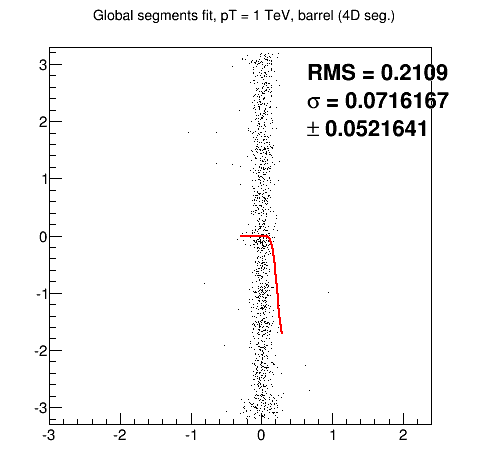 Global segments fit, pT = 1 TeV, barrel (4D seg.)
RMS = 0.2109
σ = 0.0716167
± 0.0521641
3
2
1
0
-1
-2
-3
-3 -2 -1 0 1 2